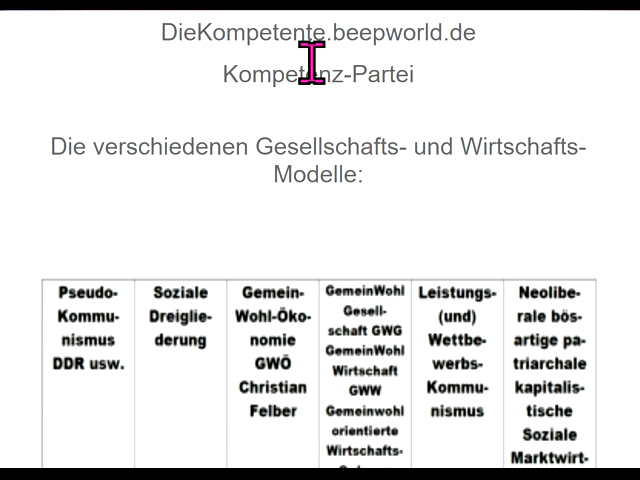 DieKompetente.beepworld.de
Kompetenz-Partei
Die verschiedenen Gesellschafts- und Wirtschafts-
Modelle:
Pseudo-
Kommu-
nismus
DDR usw.
Soziale
Dreiglie-
derung
Gemein-
Wohl-Öko-
nomie
GWÖ
Christian
Felber
GemeinWohl
Gesell-
schaft GWG
GemeinWohl
Wirtschaft
GWW
Gemeinwohl
orientierte
Wirtschafts-
Leistungs-
(und)
Wettbe-
werbs-
Kommu-
nismus
Neolibe-
rale bös-
artige pa-
triarchale
kapitalis-
tische
Soziale
Marktwirt-